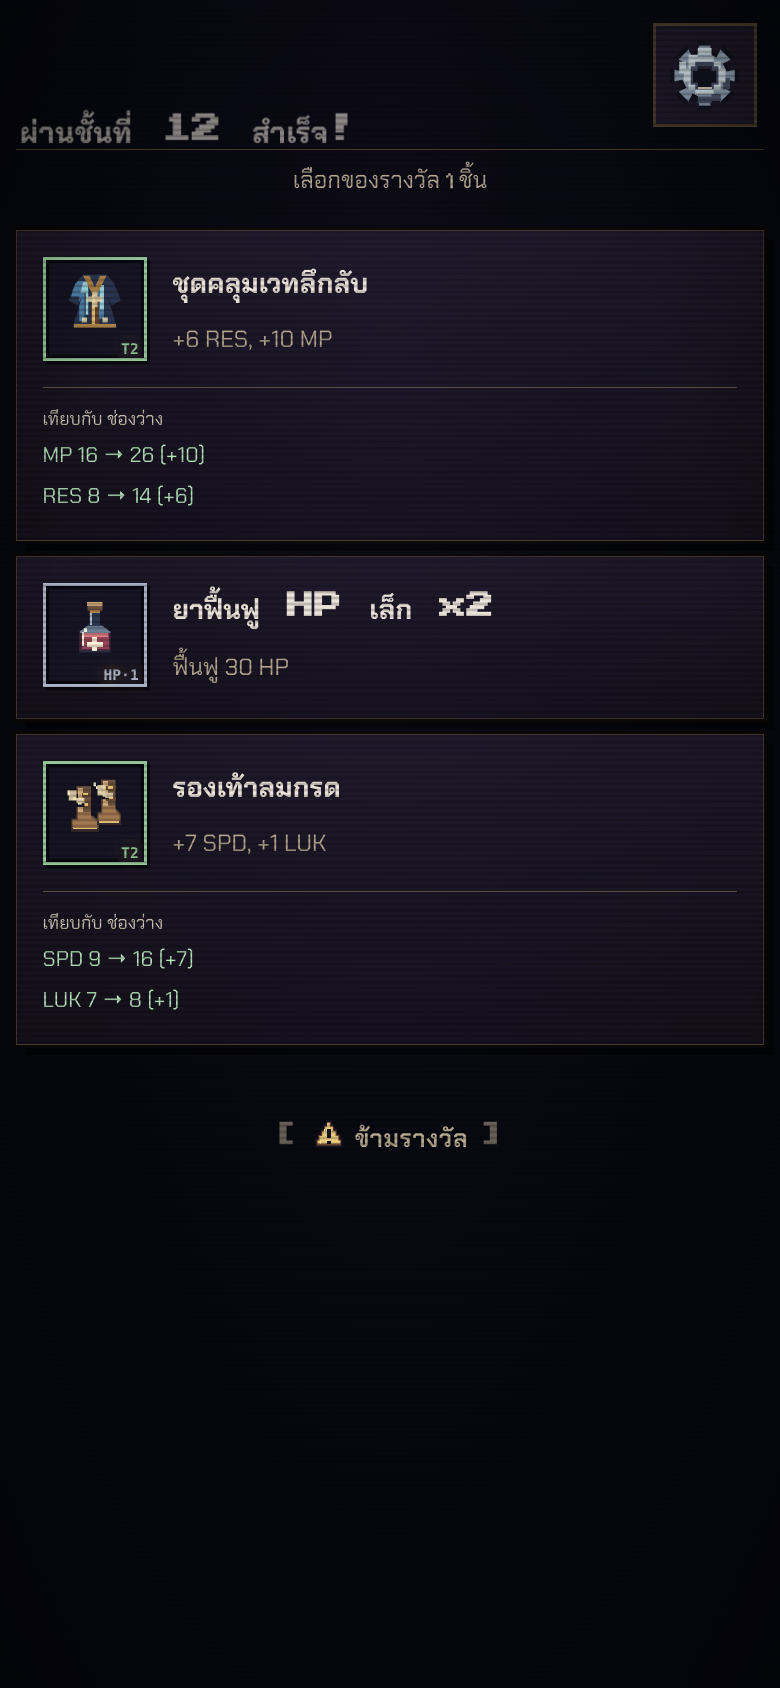 ผ่านชั้นที่ 12 สำเร็จ!
เลือกของรางวัล 1 ชิ้น
ชุดคลุมเวทลึกลับ
+6 RES, +10 MP
T2
เทียบกับ ช่องว่าง
MP 16 → 26 (+10)
RES 8 → 14 (+6)
ยาฟื้นฟู HP เล็ก x2
ฟื้นฟู 30 HP
HP·1
รองเท้าลมกรด
+7 SPD, +1 LUK
T2
เทียบกับ ช่องว่าง
SPD 9 → 16 (+7)
LUK 7 → 8 (+1)
[ ⚠ ข้ามรางวัล ]